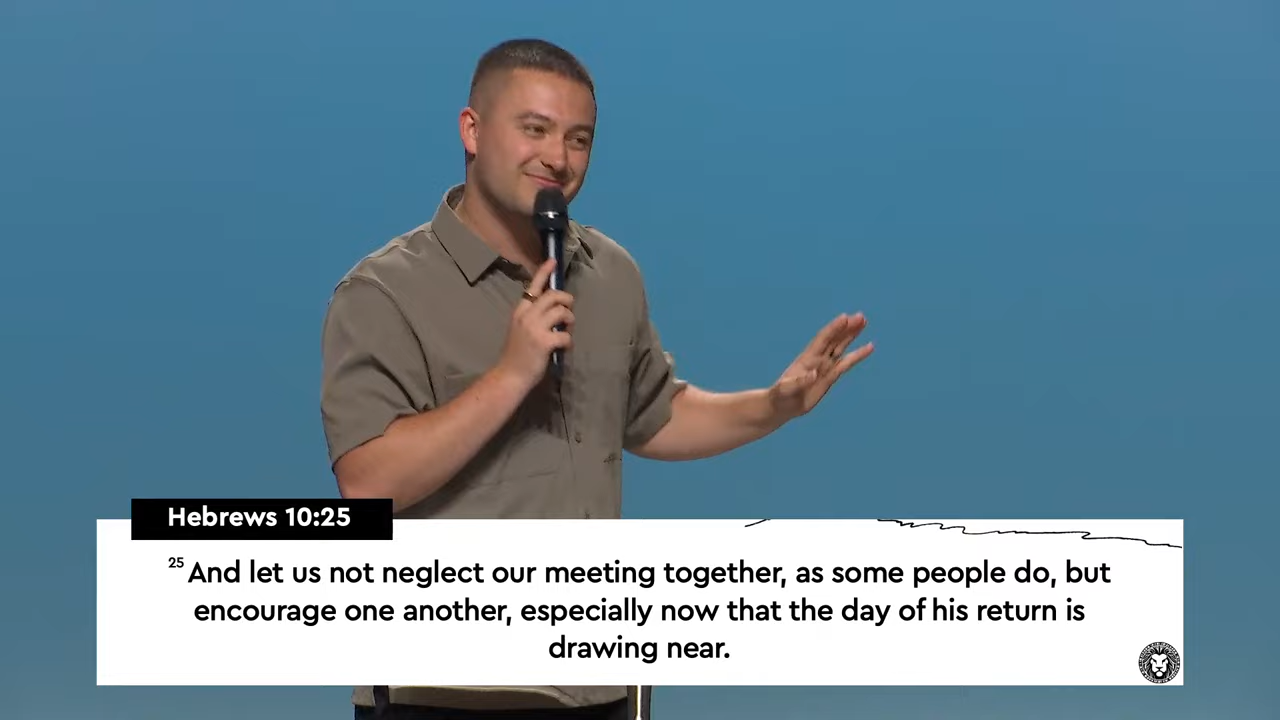 Hebrews 10:25
25 And let us not neglect our meeting together, as some people do, but
encourage one another, especially now that the day of his return is
drawing near.